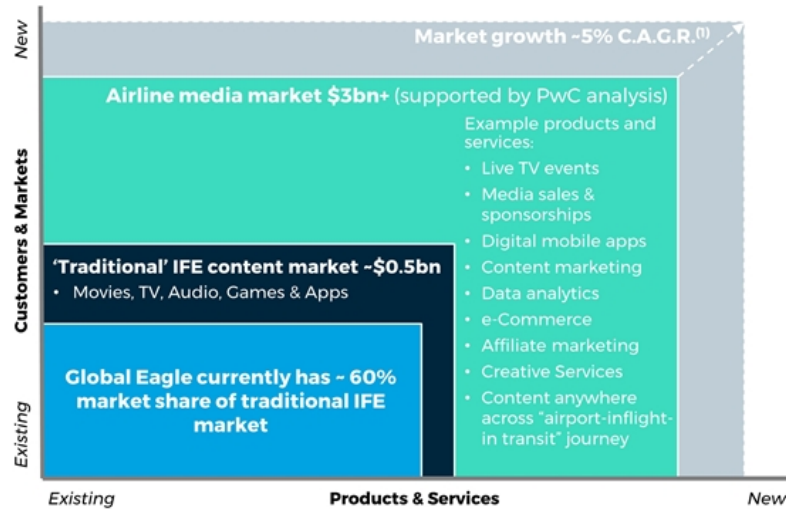 New
Market growth ~5% C.A.G.R.(1)
Airline media market $3bn+ (supported by PwC analysis)
Example products and
services:
• Live TV events
• Media sales &
sponsorships
• Digital mobile apps
• Content marketing
• Data analytics
• e-Commerce
• Affiliate marketing
• Creative Services
• Content anywhere
across "airport-inflight-
in transit" journey
Customers & Markets
'Traditional' IFE content market ~$0.5bn
• Movies, TV, Audio, Games & Apps
Global Eagle currently has ~ 60%
market share of traditional IFE
market
Existing
Existing
Products & Services
New